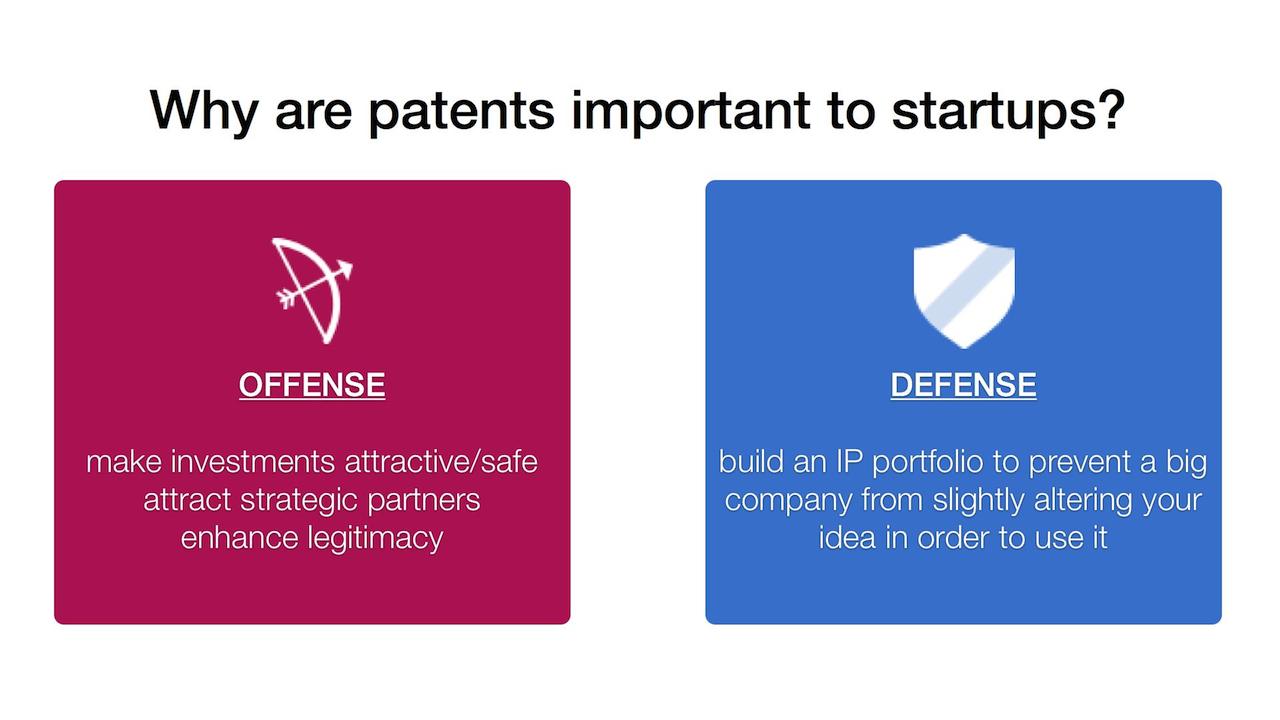 Why are patents important to startups?
OFFENSE
make investments attractive/safe
attract strategic partners
enhance legitimacy
DEFENSE
build an IP portfolio to prevent a big
company from slightly altering your
idea in order to use it